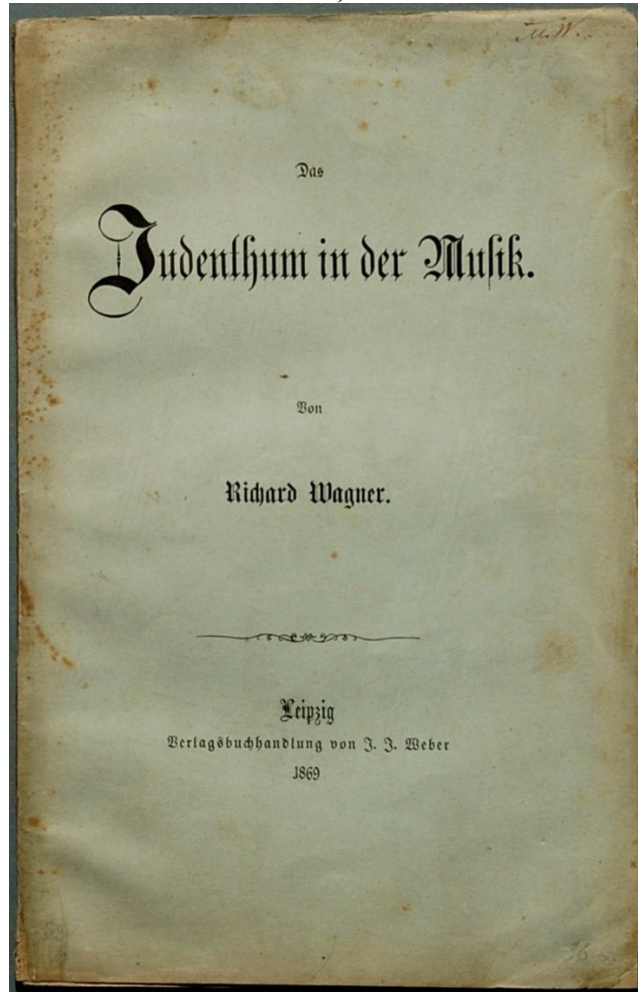 M. W.
Das
Judenthum in der Musik.
Von
Richard Wagner.
Leipzig
Verlagsbuchhandlung von J. J. Weber
1869